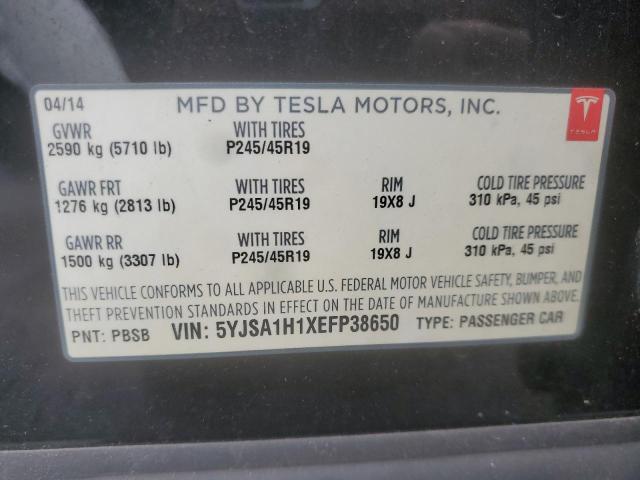 04/14 MFD BY TESLA MOTORS, INC.
TESLA
GVWR WITH TIRES
2590 kg (5710 lb) P245/45R19
GAWR FRT WITH TIRES RIM COLD TIRE PRESSURE
1276 kg (2813 lb) P245/45R19 19X8 J 310 kPa, 45 psi
GAWR RR WITH TIRES RIM COLD TIRE PRESSURE
1500 kg (3307 lb) P245/45R19 19X8 J 310 kPa, 45 psi
THIS VEHICLE CONFORMS TO ALL APPLICABLE U.S. FEDERAL MOTOR VEHICLE SAFETY, BUMPER, AND
THEFT PREVENTION STANDARDS IN EFFECT ON THE DATE OF MANUFACTURE SHOWN ABOVE.
PNT: PBSB VIN: 5YJSA1H1XEFP38650 TYPE: PASSENGER CAR